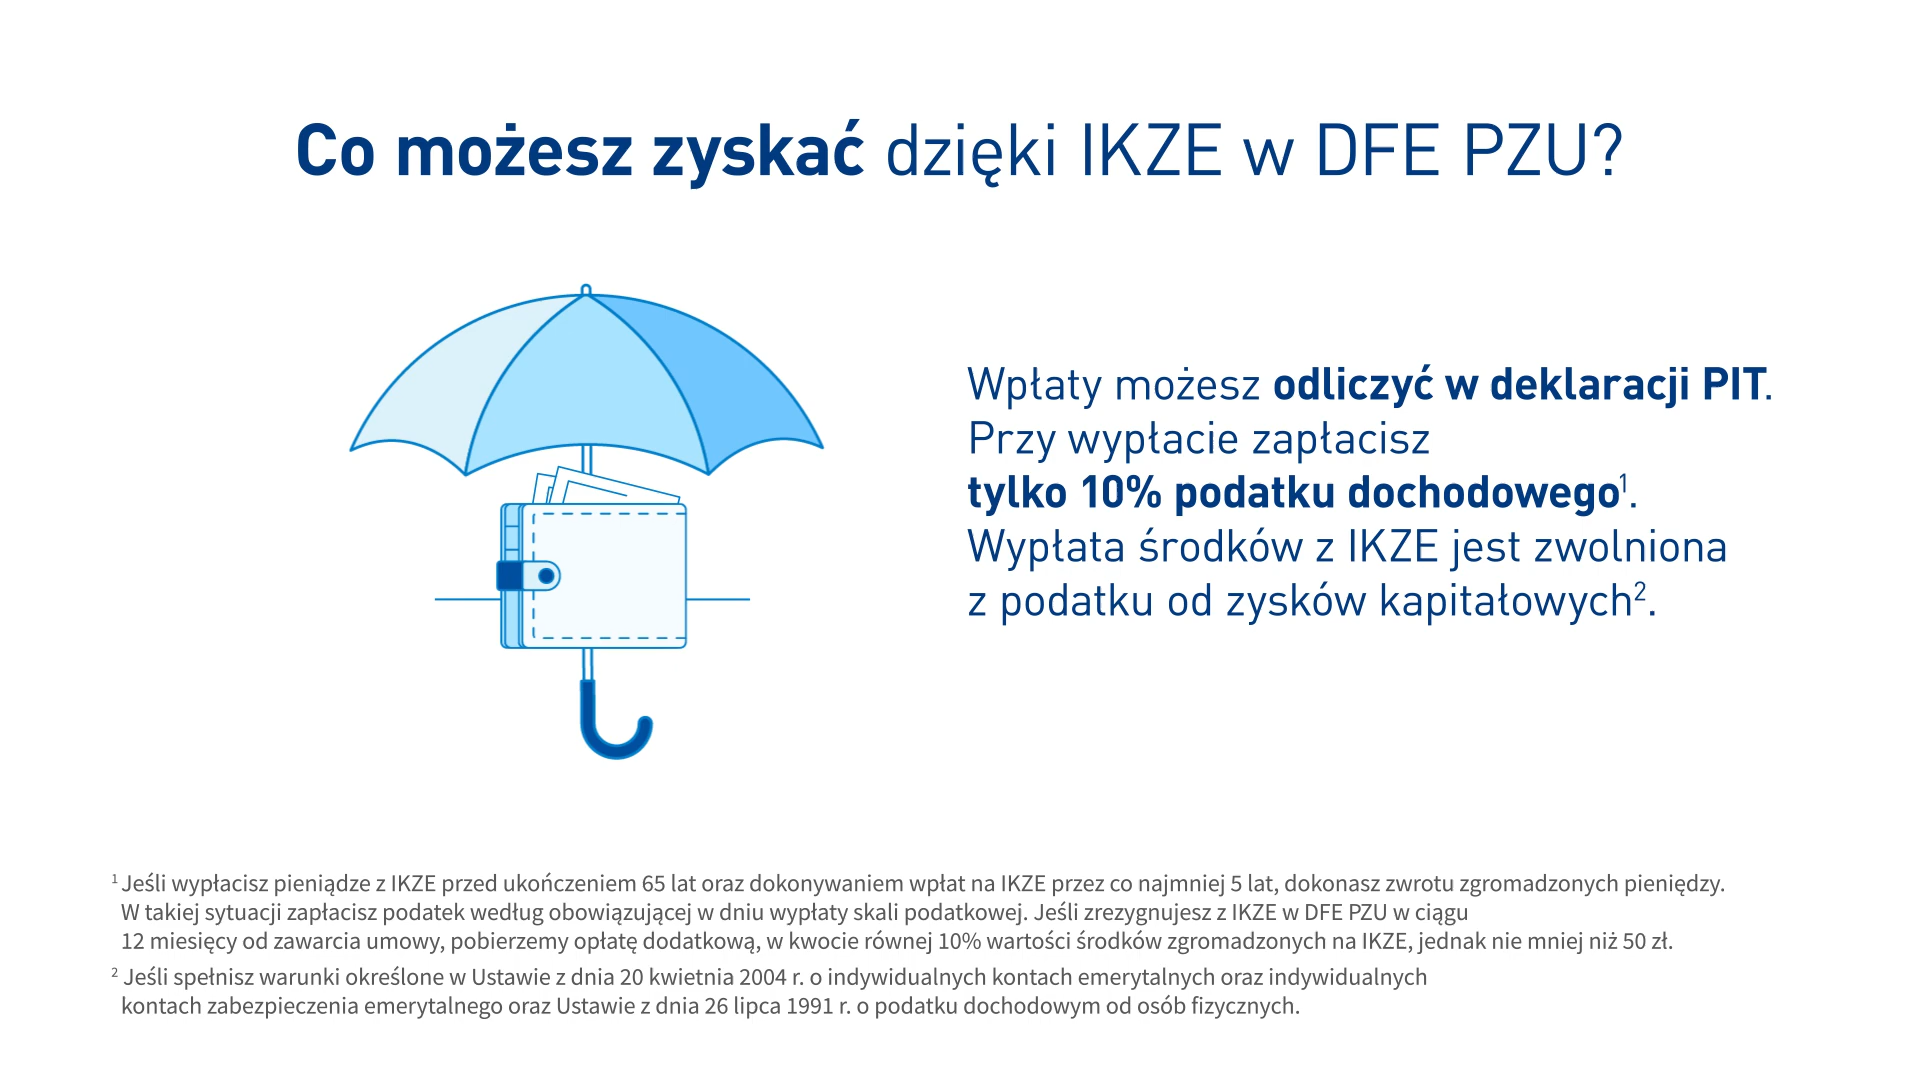 Co możesz zyskać dzięki IKZE w DFE PZU?
Wpłaty możesz odliczyć w deklaracji PIT.
Przy wypłacie zapłacisz
tylko 10% podatku dochodowego¹.
Wypłata środków z IKZE jest zwolniona
z podatku od zysków kapitałowych².
¹ Jeśli wypłacisz pieniądze z IKZE przed ukończeniem 65 lat oraz dokonywaniem wpłat na IKZE przez co najmniej 5 lat, dokonasz zwrotu zgromadzonych pieniędzy.
W takiej sytuacji zapłacisz podatek według obowiązującej w dniu wypłaty skali podatkowej. Jeśli zrezygnujesz z IKZE w DFE PZU w ciągu
12 miesięcy od zawarcia umowy, pobierzemy opłatę dodatkową, w kwocie równej 10% wartości środków zgromadzonych na IKZE, jednak nie mniej niż 50 zł.
² Jeśli spełnisz warunki określone w Ustawie z dnia 20 kwietnia 2004 r. o indywidualnych kontach emerytalnych oraz indywidualnych
kontach zabezpieczenia emerytalnego oraz Ustawie z dnia 26 lipca 1991 r. o podatku dochodowym od osób fizycznych.